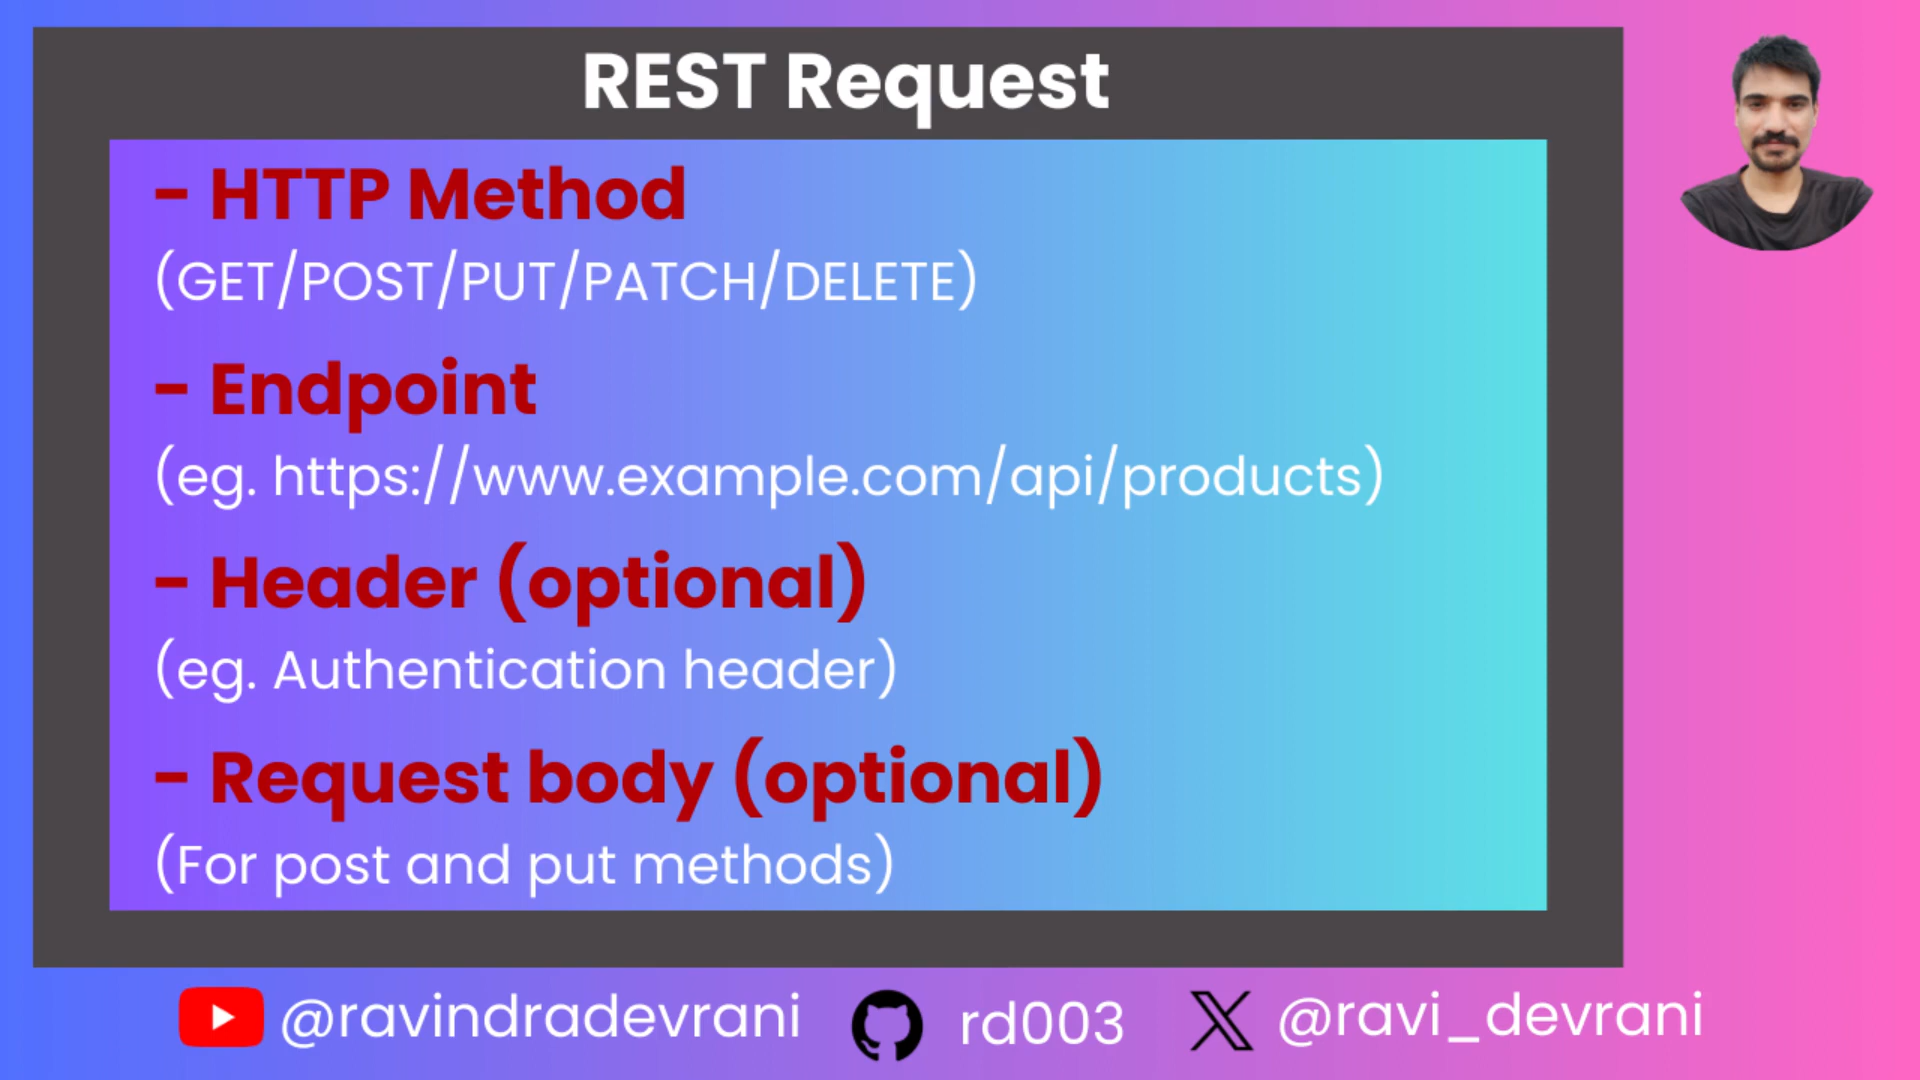 REST Request
- HTTP Method
(GET/POST/PUT/PATCH/DELETE)
- Endpoint
(eg. https://www.example.com/api/products)
- Header (optional)
(eg. Authentication header)
- Request body (optional)
(For post and put methods)
@ravindradevrani rd003 @ravi_devrani